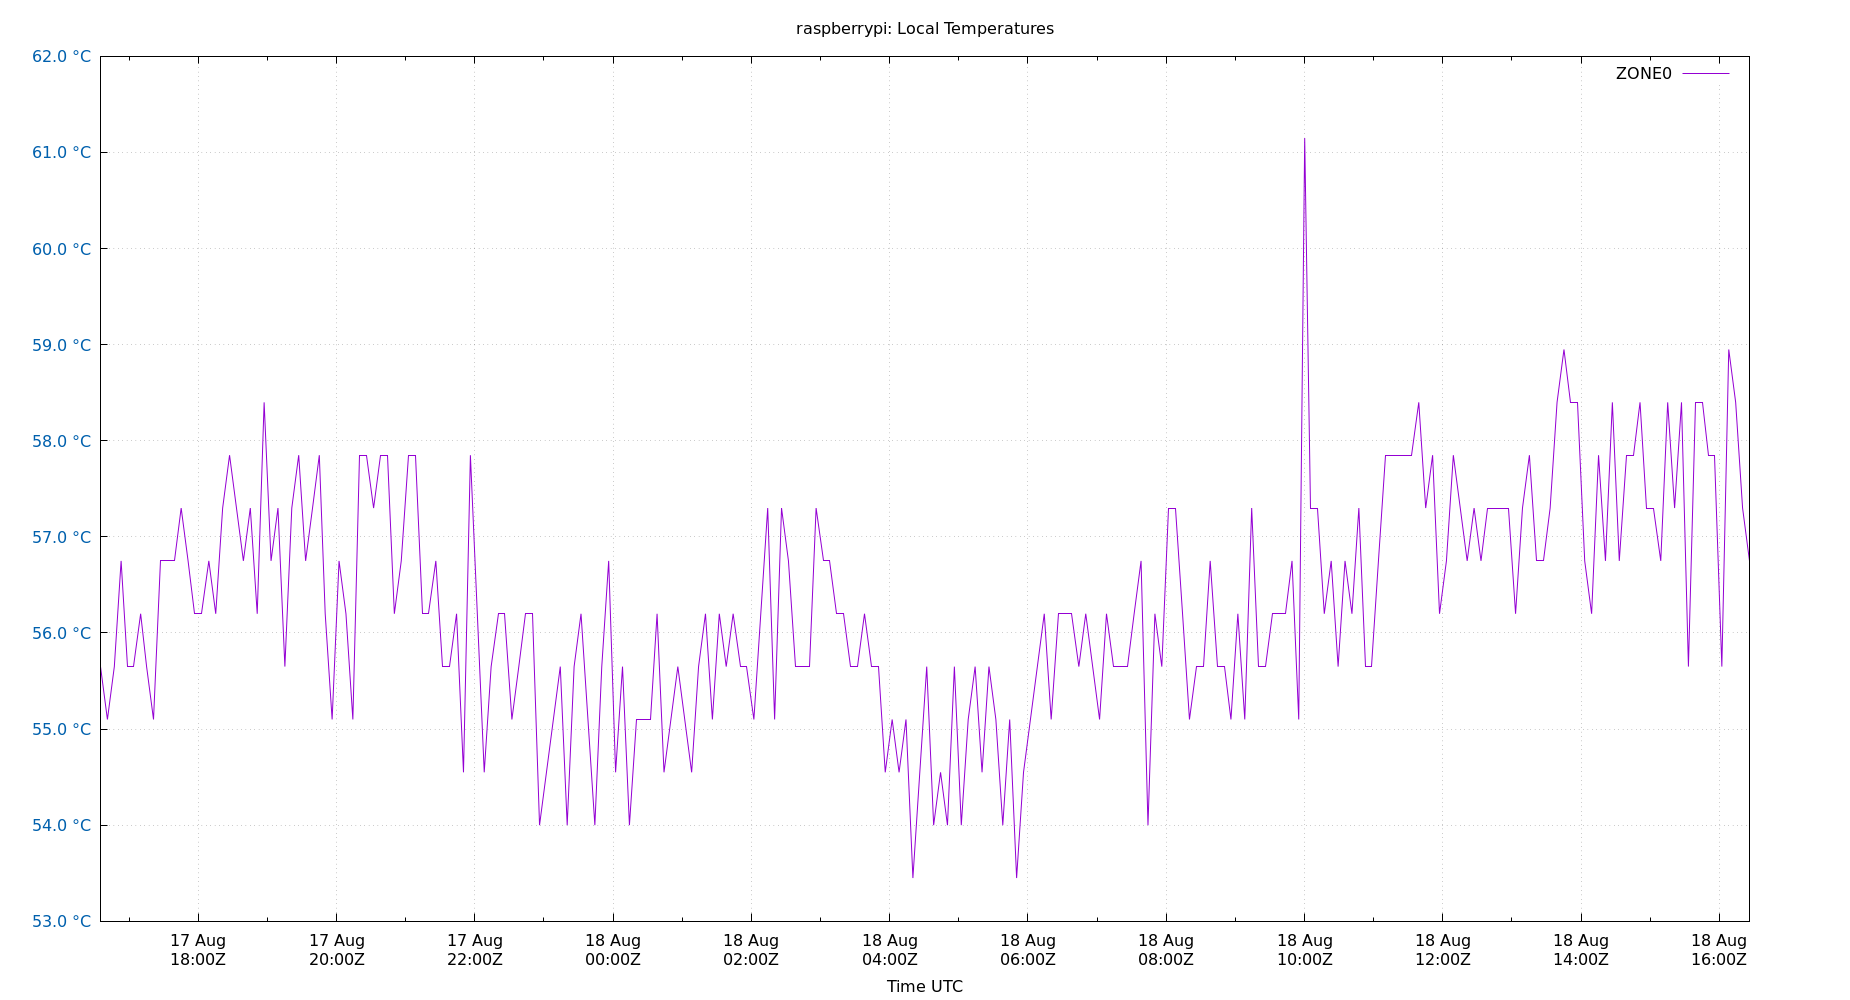 raspberrypi: Local Temperatures
62.0 °C
ZONE0
61.0 °C
60.0 °C
59.0 °C
58.0 °C
57.0 °C
56.0 °C
55.0 °C
54.0 °C
53.0 °C
17 Aug 17 Aug 17 Aug 18 Aug 18 Aug 18 Aug 18 Aug 18 Aug 18 Aug 18 Aug 18 Aug 18 Aug
18:00Z 20:00Z 22:00Z 00:00Z 02:00Z 04:00Z 06:00Z 08:00Z 10:00Z 12:00Z 14:00Z 16:00Z
Time UTC